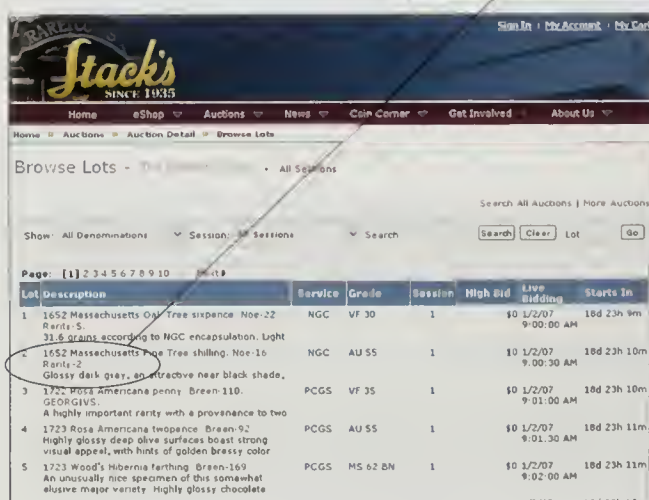 RARE CO
Stack's
SINCE 1935
Sign In | My Account | My Cart
Home eShop Auctions News Coin Corner Get Involved About Us
Home Auctions Auction Detail Browse Lots
Browse Lots - • All Sessions
Search All Auctions | More Auctions
Show: All Denominations Session: All Sessions Search Search Clear Lot Go
Page: [1] 2 3 4 5 6 7 8 9 10 Next
Lot Description Service Grade Session High Bid Live Bidding Starts In
1 1652 Massachusetts Oak Tree sixpence. Noe-22 NGC VF 30 1 $0 1/2/07 18d 23h 9m
Rarity-5. 9:00:00 AM
31.6 grains according to NGC encapsulation. Light
2 1652 Massachusetts Pine Tree shilling. Noe-16 NGC AU 55 1 $0 1/2/07 18d 23h 10m
Rarity-2 9:00:30 AM
Glossy dark gray, an attractive near black shade,
3 1722 Rosa Americana penny Breen-110. PCGS VF 35 1 $0 1/2/07 18d 23h 10m
GEORGIVS. 9:01:00 AM
A highly important rarity with a provenance to two
4 1723 Rosa Americana twopence Breen-92 PCGS AU 55 1 $0 1/2/07 18d 23h 11m
Highly glossy deep olive surfaces boast strong 9:01:30 AM
visual appeal, with hints of golden brassy color
5 1723 Wood's Hibernia farthing Breen-169 PCGS MS 62 BN 1 $0 1/2/07 18d 23h 11m
An unusually nice specimen of this somewhat 9:02:00 AM
elusive major variety Highly glossy chocolate